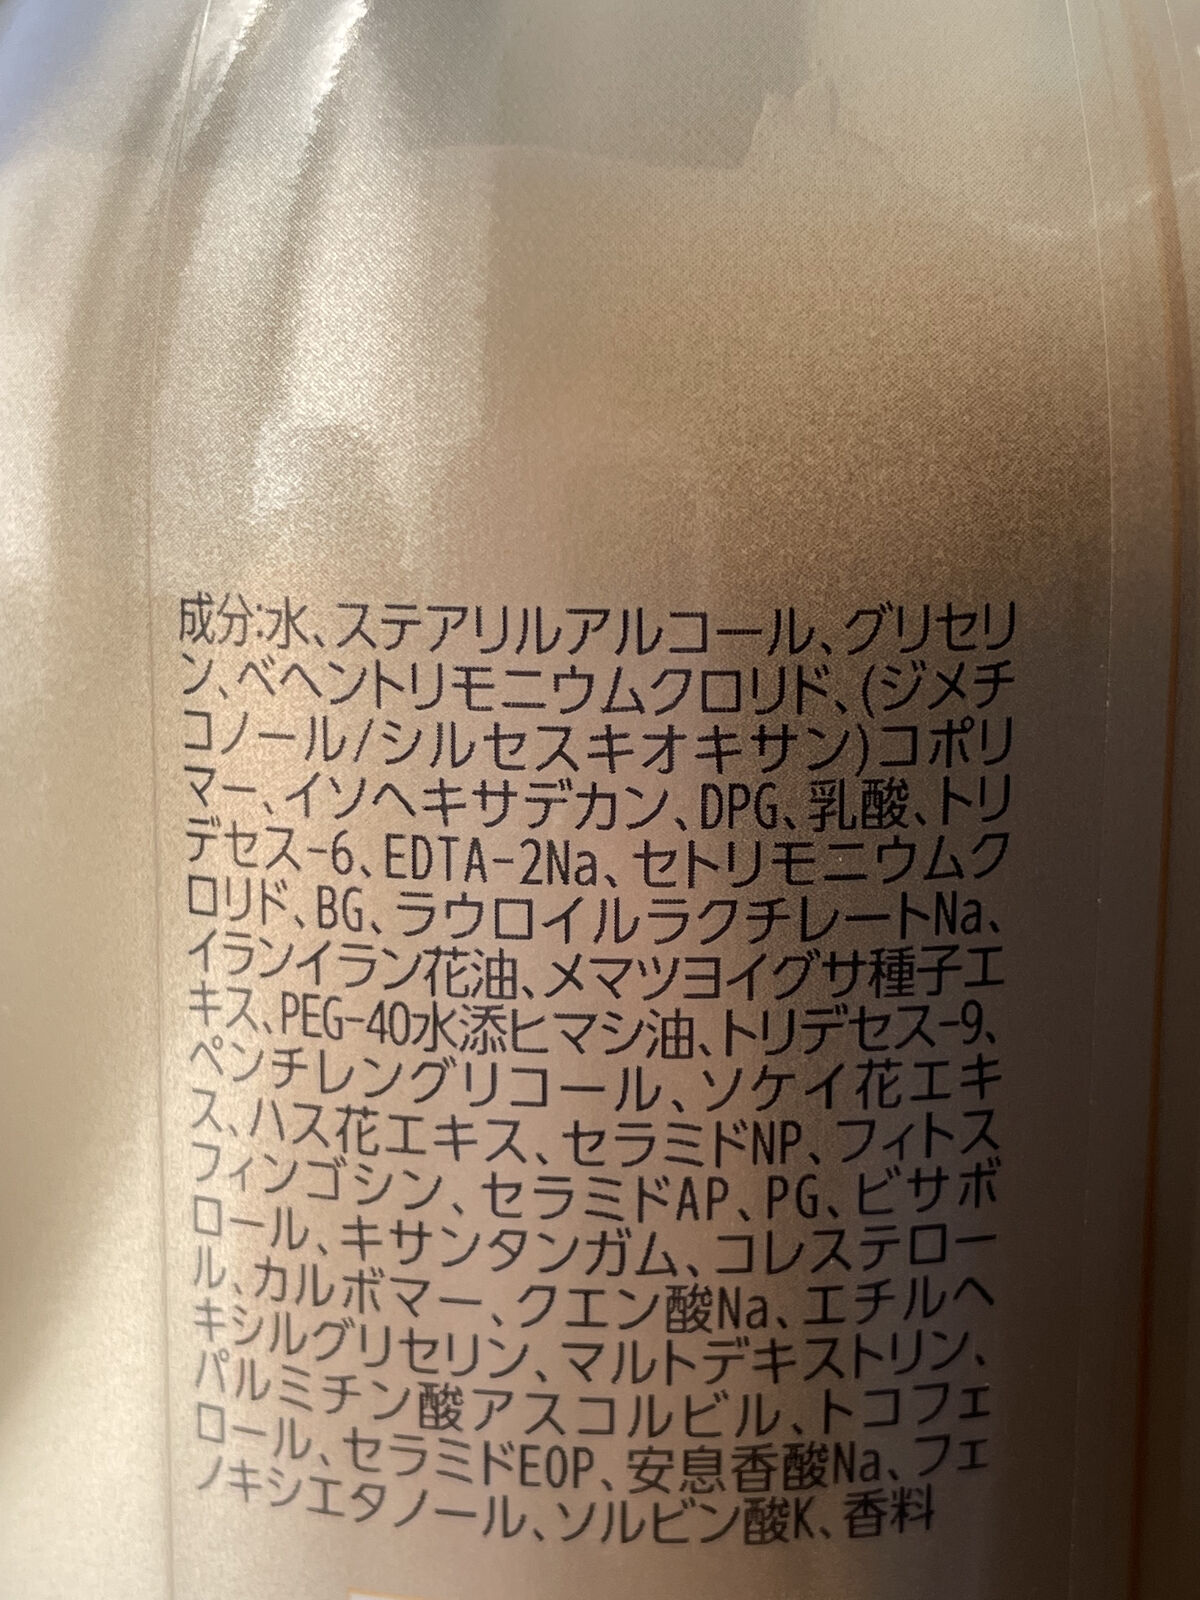 成分:水、ステアリルアルコール、グリセリ
ン、ベヘントリモニウムクロリド、(ジメチ
コノール/シルセスキオキサン)コポリ
マー、イソヘキサデカン、DPG、乳酸、トリ
デセス-6、EDTA-2Na、セトリモニウムク
ロリド、BG、ラウロイルラクチレートNa、
イランイラン花油、メマツヨイグサ種子エ
キス、PEG-40水添ヒマシ油、トリデセス-9、
ペンチレングリコール、ソケイ花エキ
ス、ハス花エキス、セラミドNP、フィトス
フィンゴシン、セラミドAP、PG、ビサボ
ロール、キサンタンガム、コレステロー
ル、カルボマー、クエン酸Na、エチルヘ
キシルグリセリン、マルトデキストリン、
パルミチン酸アスコルビル、トコフェ
ロール、セラミドEOP、安息香酸Na、フェ
ノキシエタノール、ソルビン酸K、香料